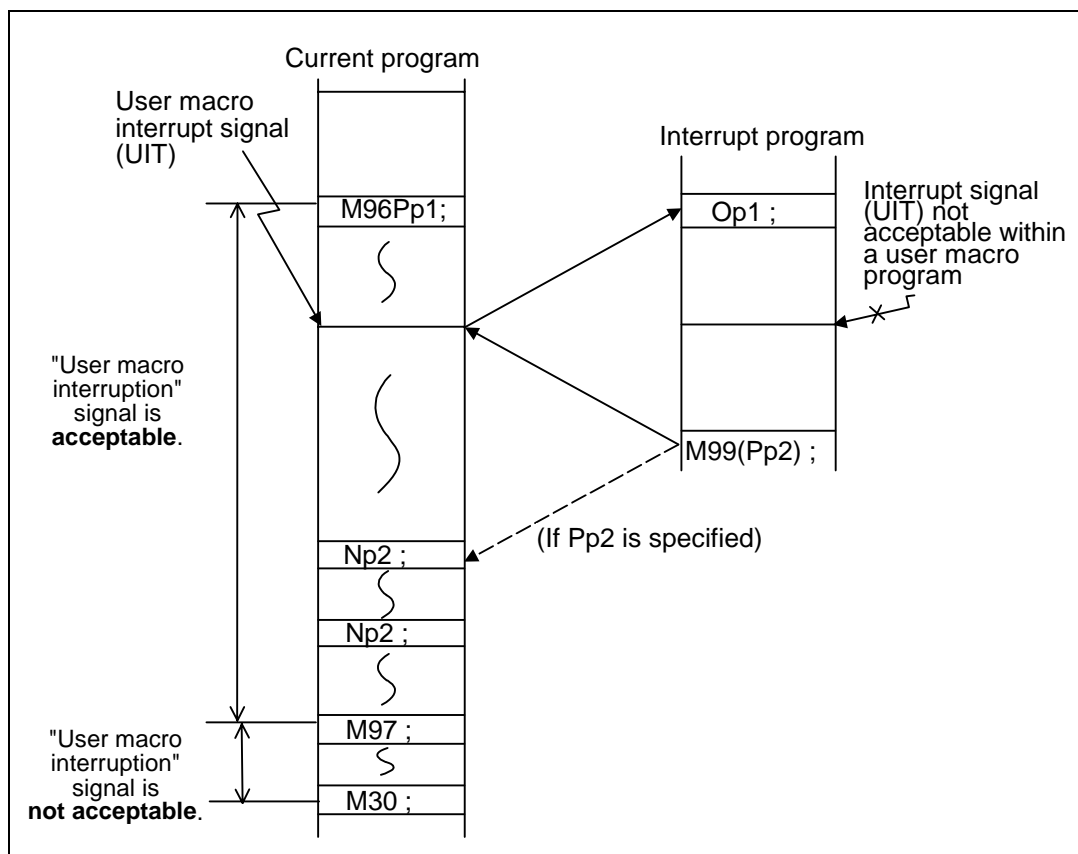 Current program
User macro
interrupt signal
(UIT)
Interrupt program
Interrupt signal
(UIT) not
acceptable within
a user macro
program
M96Pp1;
Op1 ;
"User macro
interruption"
signal is
acceptable.
M99(Pp2) ;
(If Pp2 is specified)
Np2 ;
Np2 ;
M97 ;
"User macro
interruption"
signal is
not acceptable.
M30 ;